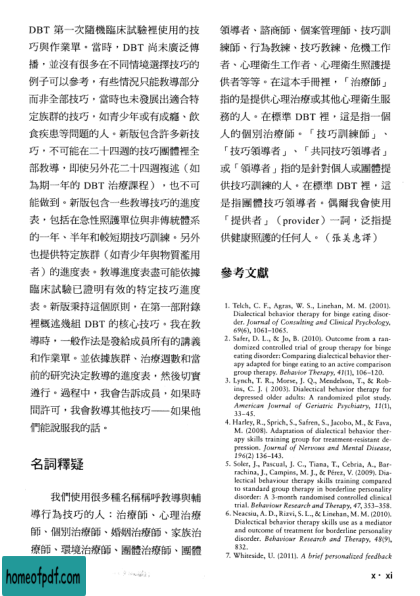 DBT 第一次隨機臨床試驗裡使用的技
巧與作業單。當時,DBT 尚未廣泛傳
播,並沒有很多在不同情境選擇技巧的
例子可以參考,有些情況只能教導部分
而非全部技巧,當時也未發展出適合特
定族群的技巧,如青少年或有成癮、飲
食疾患等問題的人。新版包含許多新技
巧,不可能在二十四週的技巧團體裡全
部教導,即使另外花二十四週複述(如
為期一年的 DBT 治療課程),也不可
能做到。新版包含一些教導技巧的進度
表,包括在急性照護單位與非傳統體系
的一年、半年和較短期技巧訓練。另外
也提供特定族群(如青少年與物質濫用
者)的進度表。教導進度表盡可能依據
臨床試驗已證明有效的特定技巧進度
表。新版秉持這個原則,在第一部附錄
裡概述幾組 DBT 的核心技巧。我在教
導時,一般作法是發給成員所有的講義
和作業單。並依據族群、治療週數和當
前的研究決定教導的進度表,然後切實
遵行。過程中,我會告訴成員,如果時
間許可,我會教導其他技巧——如果他
們能說服我的話。
名詞釋疑
我們使用很多種名稱稱呼教導與輔
導行為技巧的人:治療師、心理治療
師、個別治療師、婚姻治療師、家族治
療師、環境治療師、團體治療師、團體
領導者、諮商師、個案管理師、技巧訓
練師、行為教練、技巧教練、危機工作
者、心理衛生工作者、心理衛生照護提
供者等等。在這本手冊裡,「治療師」
指的是提供心理治療或其他心理衛生服
務的人。在標準 DBT 裡,這是指一個
人的個別治療師。「技巧訓練師」、
「技巧領導者」、「共同技巧領導者」
或「領導者」指的是針對個人或團體提
供技巧訓練的人。在標準 DBT 裡,這
是指團體技巧領導者。偶爾我會使用
「提供者」(provider)一詞,泛指提
供健康照護的任何人。(張美惠譯)
參考文獻
1. Telch, C. F., Agras, W. S., Linehan, M. M. (2001).
Dialectical behavior therapy for binge eating disor-
der. Journal of Consulting and Clinical Psychology,
69(6), 1061–1065.
2. Safer, D. L., & Jo, B. (2010). Outcome from a ran-
domized controlled trial of group therapy for binge
eating disorder: Comparing dialectical behavior ther-
apy adapted for binge eating to an active comparison
group therapy. Behavior Therapy, 41(1), 106–120.
3. Lynch, T. R., Morse, J. Q., Mendelson, T., & Rob-
ins, C. J. ( 2003). Dialectical behavior therapy for
depressed older adults: A randomized pilot study.
American Journal of Geriatric Psychiatry, 11(1),
33–45.
4. Harley, R., Sprich, S., Safren, S., Jacobo, M., & Fava,
M. (2008). Adaptation of dialectical behavior ther-
apy skills training group for treatment-resistant de-
pression. Journal of Nervous and Mental Disease,
196(2) 136–143.
5. Soler, J., Pascual, J. C., Tiana, T., Cebria, A., Bar-
rachina, J., Campins, M. J., & Pérez, V. (2009). Dia-
lectical behaviour therapy skills training compared
to standard group therapy in borderline personality
disorder: A 3-month randomised controlled clinical
trial. Behaviour Research and Therapy, 47, 353–358.
6. Neacsiu, A. D., Rizvi, S. L., & Linehan, M. M. (2010).
Dialectical behavior therapy skills use as a mediator
and outcome of treatment for borderline personality
disorder. Behaviour Research and Therapy, 48(9),
832.
7. Whiteside, U. (2011). A brief personalized feedback
x · xi
homeofpdf.com